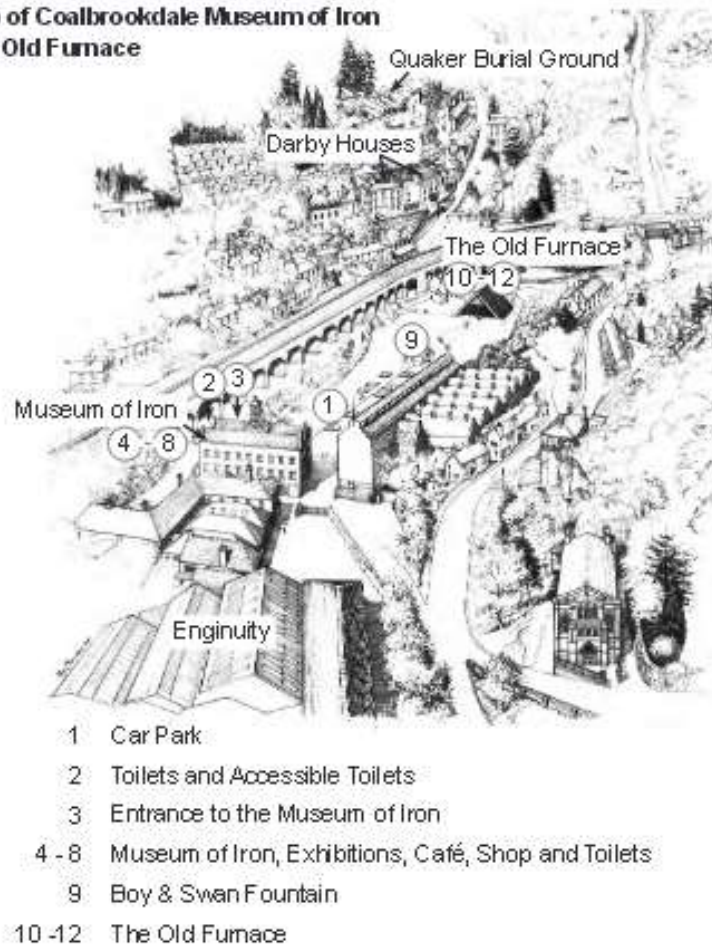 of Coalbrookdale Museum of Iron
Old Furnace
Quaker Burial Ground
Darby Houses
The Old Furnace
10 -12
9
2 3
1
Museum of Iron
4 - 8
Enginuity
1 Car Park
2 Toilets and Accessible Toilets
3 Entrance to the Museum of Iron
4 - 8 Museum of Iron, Exhibitions, Café, Shop and Toilets
9 Boy & Swan Fountain
10 -12 The Old Furnace